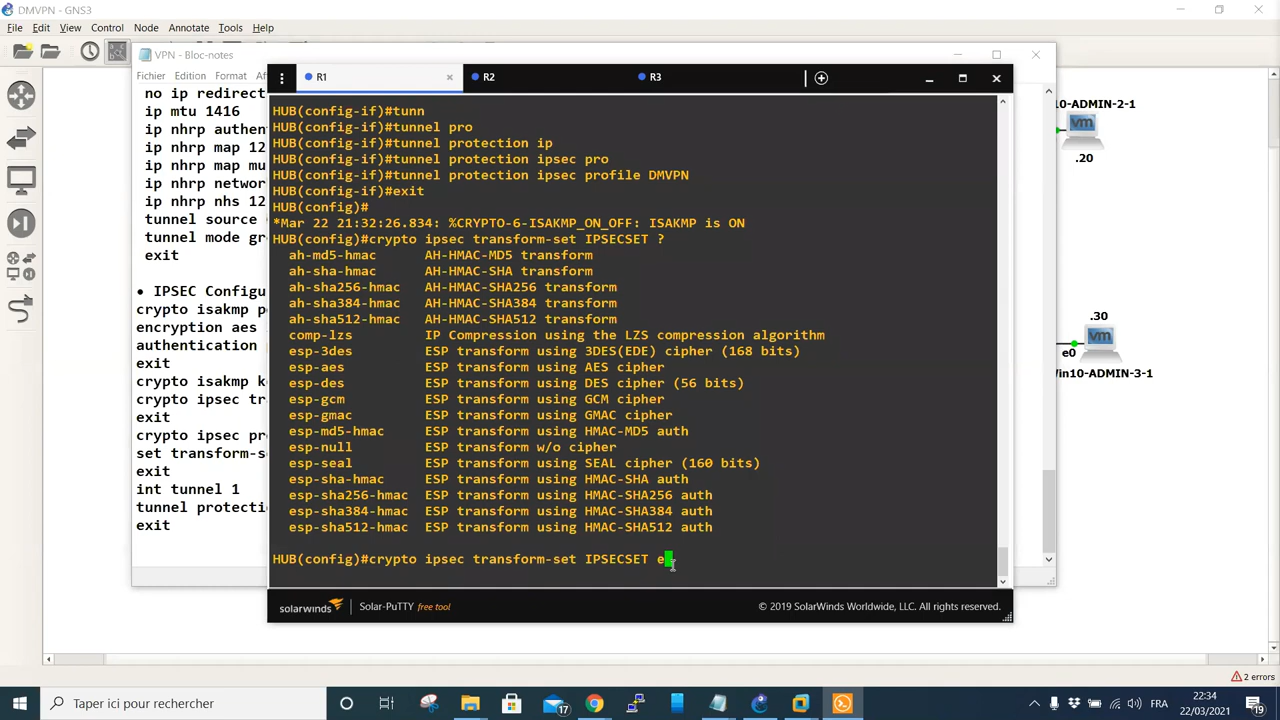 DMVPN - GNS3
File Edit View Control Node Annotate Tools Help
VPN - Bloc-notes
Fichier Edition Format
no ip redirect
ip mtu 1416
ip nhrp authen
ip nhrp map 12
ip nhrp map mu
ip nhrp networ
ip nhrp nhs 12
tunnel source
tunnel mode gr
exit
• IPSEC Configu
crypto isakmp p
encryption aes
authentication
exit
crypto isakmp k
crypto ipsec tr
exit
crypto ipsec pr
set transform-s
exit
int tunnel 1
tunnel protecti
exit
R1 R2 R3
HUB(config-if)#tunn
HUB(config-if)#tunnel pro
HUB(config-if)#tunnel protection ip
HUB(config-if)#tunnel protection ipsec pro
HUB(config-if)#tunnel protection ipsec profile DMVPN
HUB(config-if)#exit
HUB(config)#
*Mar 22 21:32:26.834: %CRYPTO-6-ISAKMP_ON_OFF: ISAKMP is ON
HUB(config)#crypto ipsec transform-set IPSECSET ?
ah-md5-hmac AH-HMAC-MD5 transform
ah-sha-hmac AH-HMAC-SHA transform
ah-sha256-hmac AH-HMAC-SHA256 transform
ah-sha384-hmac AH-HMAC-SHA384 transform
ah-sha512-hmac AH-HMAC-SHA512 transform
comp-lzs IP Compression using the LZS compression algorithm
esp-3des ESP transform using 3DES(EDE) cipher (168 bits)
esp-aes ESP transform using AES cipher
esp-des ESP transform using DES cipher (56 bits)
esp-gcm ESP transform using GCM cipher
esp-gmac ESP transform using GMAC cipher
esp-md5-hmac ESP transform using HMAC-MD5 auth
esp-null ESP transform w/o cipher
esp-seal ESP transform using SEAL cipher (160 bits)
esp-sha-hmac ESP transform using HMAC-SHA auth
esp-sha256-hmac ESP transform using HMAC-SHA256 auth
esp-sha384-hmac ESP transform using HMAC-SHA384 auth
esp-sha512-hmac ESP transform using HMAC-SHA512 auth
HUB(config)#crypto ipsec transform-set IPSECSET e
solarwinds Solar-PuTTY free tool © 2019 SolarWinds Worldwide, LLC. All rights reserved.
10-ADMIN-2-1
vm
.20
.30
vm
e0
Win10-ADMIN-3-1
2 errors
Taper ici pour rechercher
17
FRA
22:34
22/03/2021
19